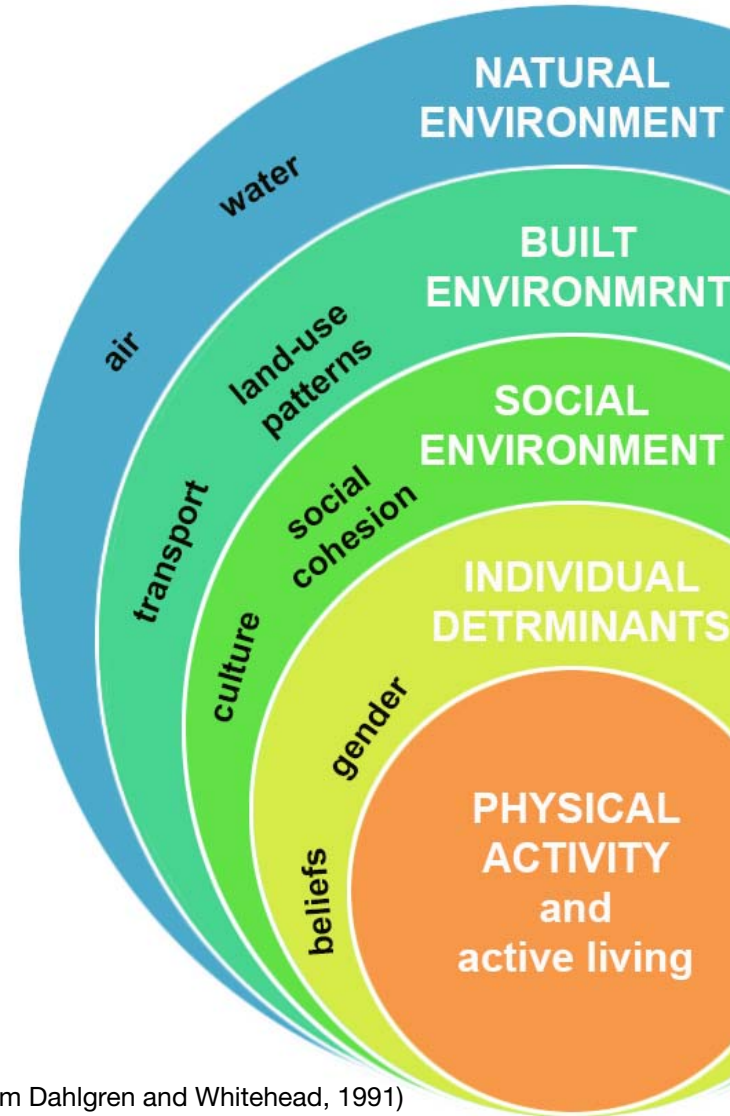 NATURAL
ENVIRONMENT
water
air
BUILT
ENVIRONMRNT
land-use
patterns
transport
SOCIAL
ENVIRONMENT
social
cohesion
culture
INDIVIDUAL
DETRMINANTS
gender
beliefs
PHYSICAL
ACTIVITY
and
active living
m Dahlgren and Whitehead, 1991)